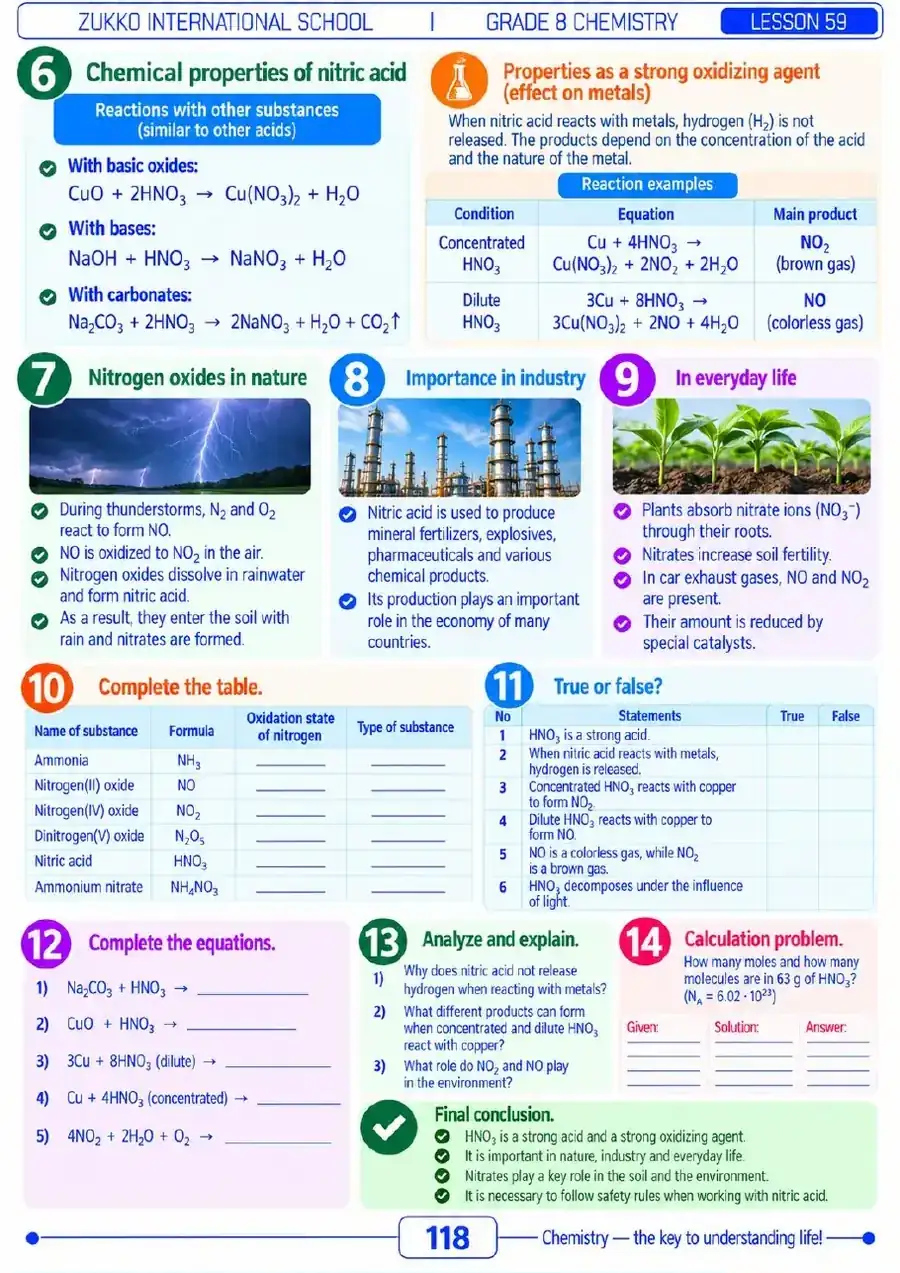 ZUKKO INTERNATIONAL SCHOOL | GRADE 8 CHEMISTRY LESSON 59
6 Chemical properties of nitric acid
Reactions with other substances
(similar to other acids)
With basic oxides:
CuO + 2HNO₃ → Cu(NO₃)₂ + H₂O
With bases:
NaOH + HNO₃ → NaNO₃ + H₂O
With carbonates:
Na₂CO₃ + 2HNO₃ → 2NaNO₃ + H₂O + CO₂↑
Properties as a strong oxidizing agent
(effect on metals)
When nitric acid reacts with metals, hydrogen (H₂) is not
released. The products depend on the concentration of the acid
and the nature of the metal.
Reaction examples
Condition Equation Main product
Concentrated Cu + 4HNO₃ → NO₂
HNO₃ Cu(NO₃)₂ + 2NO₂ + 2H₂O (brown gas)
Dilute 3Cu + 8HNO₃ → NO
HNO₃ 3Cu(NO₃)₂ + 2NO + 4H₂O (colorless gas)
7 Nitrogen oxides in nature
During thunderstorms, N₂ and O₂
react to form NO.
NO is oxidized to NO₂ in the air.
Nitrogen oxides dissolve in rainwater
and form nitric acid.
As a result, they enter the soil with
rain and nitrates are formed.
8 Importance in industry
Nitric acid is used to produce
mineral fertilizers, explosives,
pharmaceuticals and various
chemical products.
Its production plays an important
role in the economy of many
countries.
9 In everyday life
Plants absorb nitrate ions (NO₃⁻)
through their roots.
Nitrates increase soil fertility.
In car exhaust gases, NO and NO₂
are present.
Their amount is reduced by
special catalysts.
10 Complete the table.
Name of substance Formula Oxidation state of nitrogen Type of substance
Ammonia NH₃
Nitrogen(II) oxide NO
Nitrogen(IV) oxide NO₂
Dinitrogen(V) oxide N₂O₅
Nitric acid HNO₃
Ammonium nitrate NH₄NO₃
11 True or false?
No Statements True False
1 HNO₃ is a strong acid.
2 When nitric acid reacts with metals,
hydrogen is released.
3 Concentrated HNO₃ reacts with copper
to form NO₂.
4 Dilute HNO₃ reacts with copper to
form NO.
5 NO is a colorless gas, while NO₂
is a brown gas.
6 HNO₃ decomposes under the influence
of light.
12 Complete the equations.
1) Na₂CO₃ + HNO₃ →
2) CuO + HNO₃ →
3) 3Cu + 8HNO₃ (dilute) →
4) Cu + 4HNO₃ (concentrated) →
5) 4NO₂ + 2H₂O + O₂ →
13 Analyze and explain.
1) Why does nitric acid not release
hydrogen when reacting with metals?
2) What different products can form
when concentrated and dilute HNO₃
react with copper?
3) What role do NO₂ and NO play
in the environment?
14 Calculation problem.
How many moles and how many
molecules are in 63 g of HNO₃?
(N_A = 6.02 · 10²³)
Given: Solution: Answer:
Final conclusion.
HNO₃ is a strong acid and a strong oxidizing agent.
It is important in nature, industry and everyday life.
Nitrates play a key role in the soil and the environment.
It is necessary to follow safety rules when working with nitric acid.
118 Chemistry — the key to understanding life!